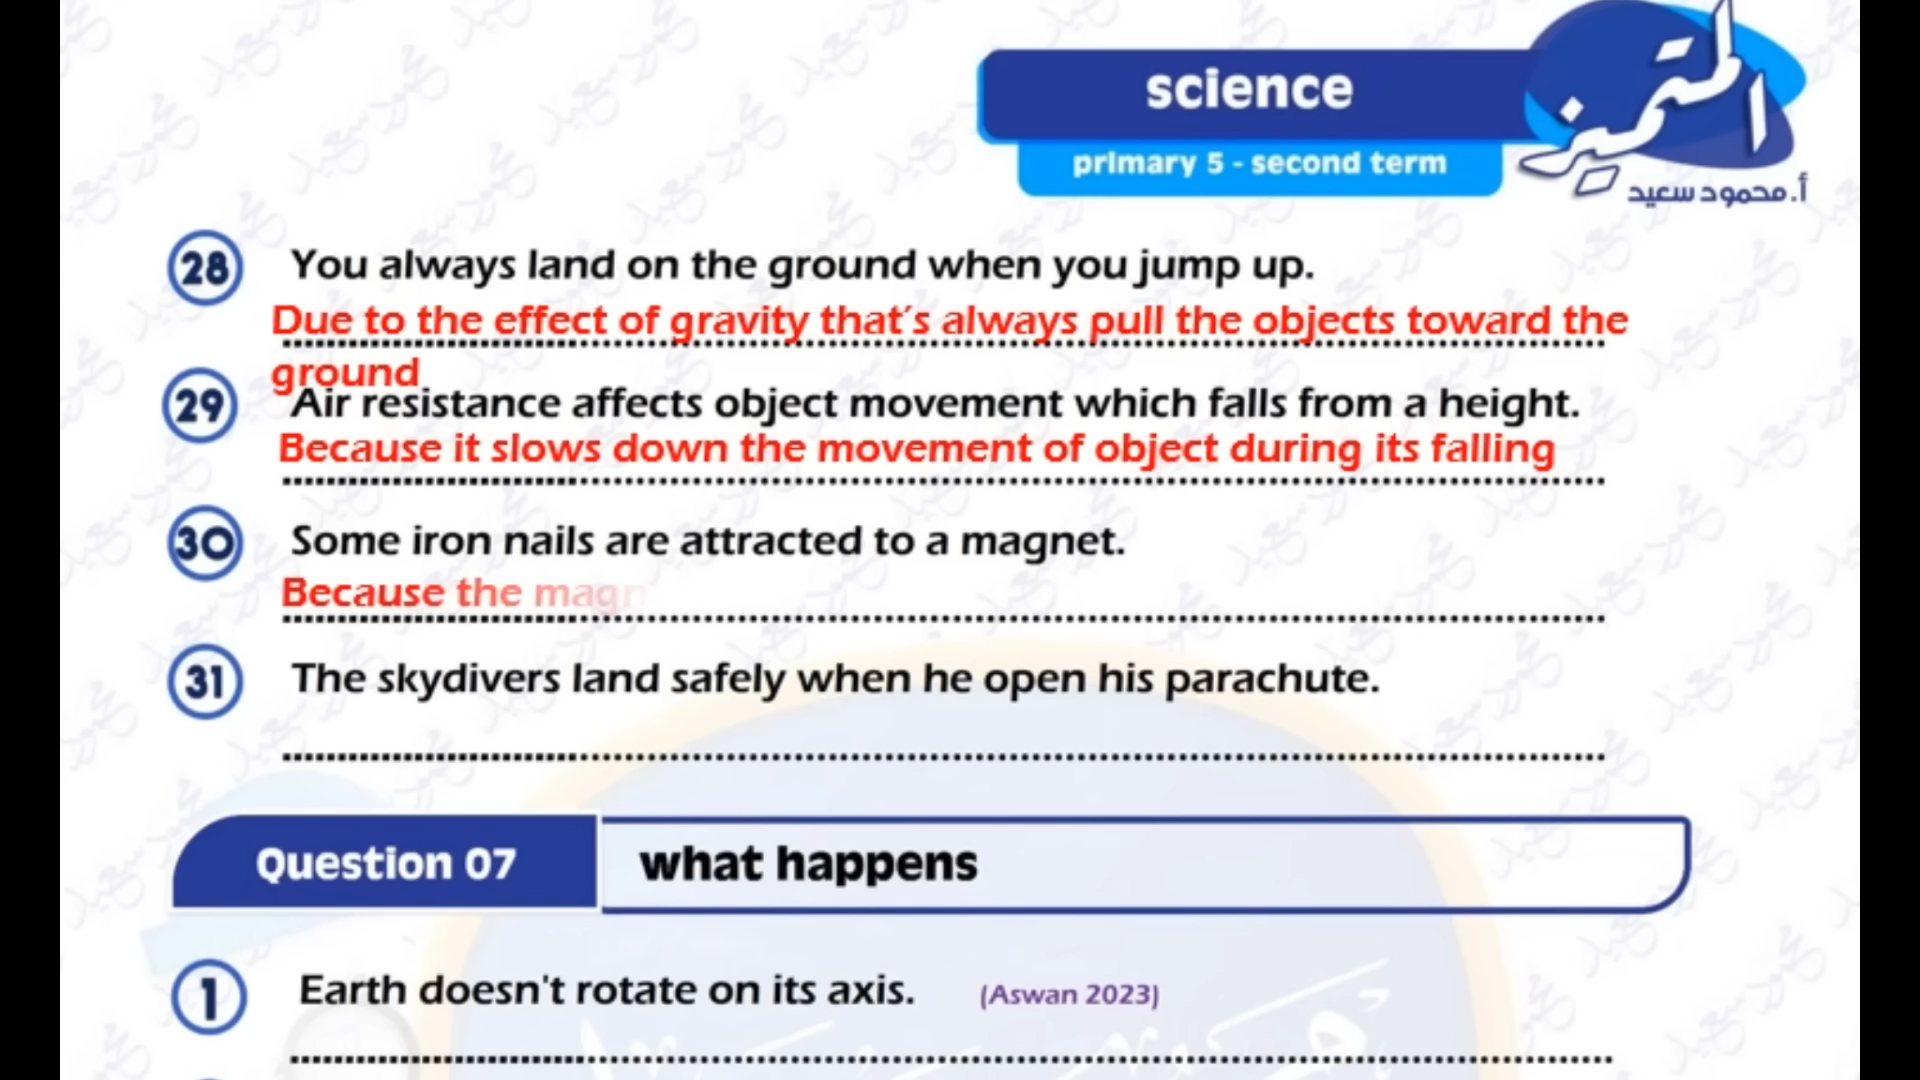 science
المتميز
primary 5 - second term
أ. محمود سعيد
28 You always land on the ground when you jump up.
Due to the effect of gravity that's always pull the objects toward the
ground
29 Air resistance affects object movement which falls from a height.
Because it slows down the movement of object during its falling
30 Some iron nails are attracted to a magnet.
Because the magn
31 The skydivers land safely when he open his parachute.
Question 07 what happens
1 Earth doesn't rotate on its axis. (Aswan 2023)